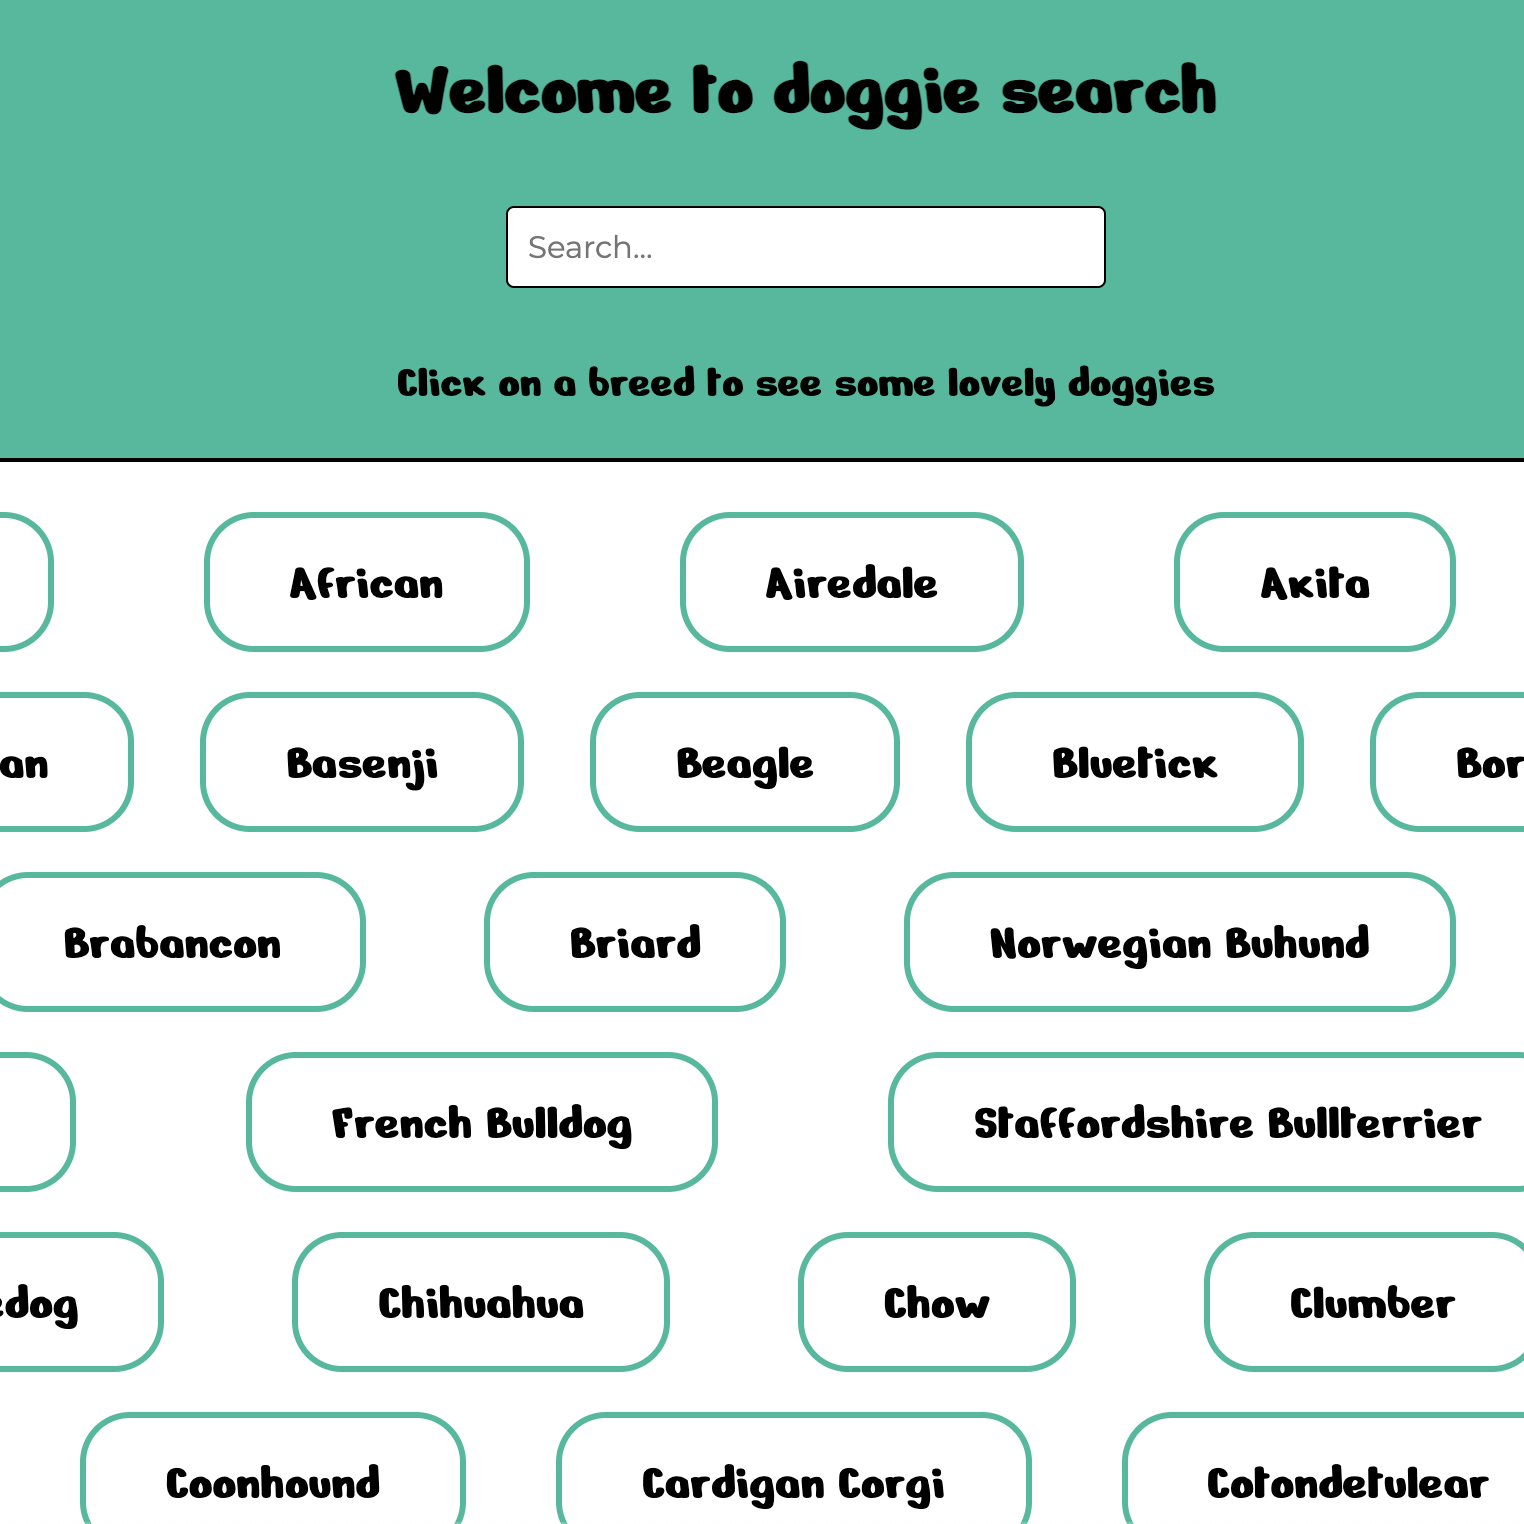 Welcome to doggie search
Search...
Click on a breed to see some lovely doggies
African Airedale Akita
an Basenji Beagle Bluetick Bor
Brabancon Briard Norwegian Buhund
French Bulldog Staffordshire Bullterrier
edog Chihuahua Chow Clumber
Coonhound Cardigan Corgi Cotondetulear